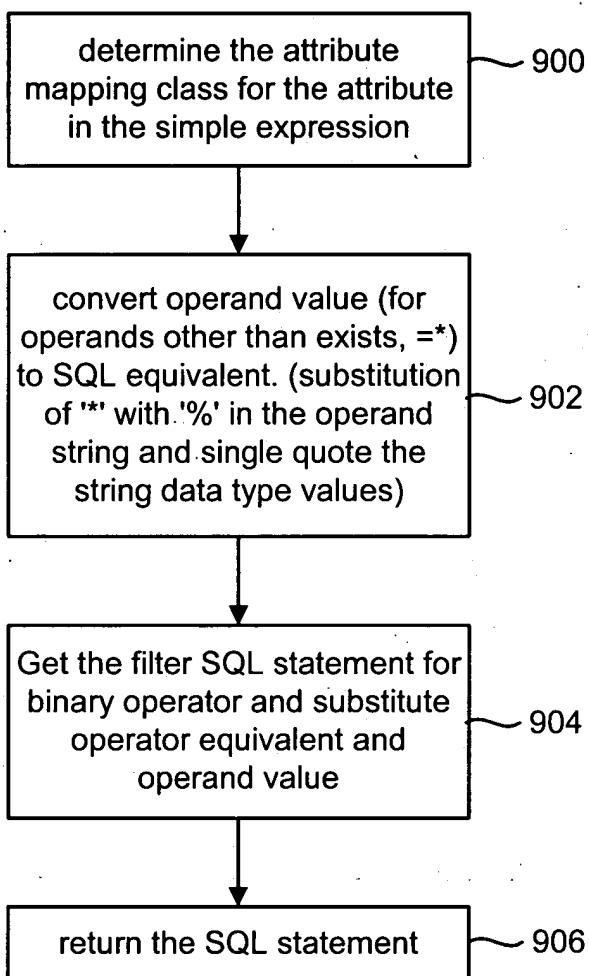 determine the attribute
mapping class for the attribute
in the simple expression
900
convert operand value (for
operands other than exists, =*)
to SQL equivalent. (substitution
of '*' with '%' in the operand
string and single quote the
string data type values)
902
Get the filter SQL statement for
binary operator and substitute
operator equivalent and
operand value
904
return the SQL statement
906